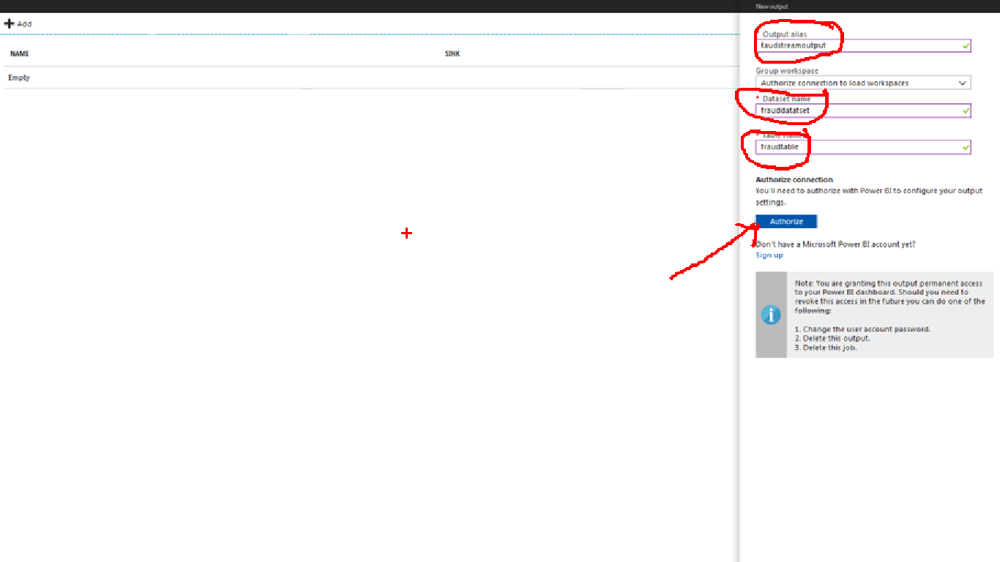 New output
Add
NAME
SINK
Empty
* Output alias
faudstreamoutput
Group workspace
Authorize connection to load workspaces
* Dataset name
frauddatatset
* Table name
fraudtable
Authorize connection
You'll need to authorize with Power BI to configure your output
settings.
Authorize
Don't have a Microsoft Power BI account yet?
Sign up
Note: You are granting this output permanent access
to your Power BI dashboard. Should you need to
revoke this access in the future you can do one of the
following:
1. Change the user account password.
2. Delete this output.
3. Delete this job.